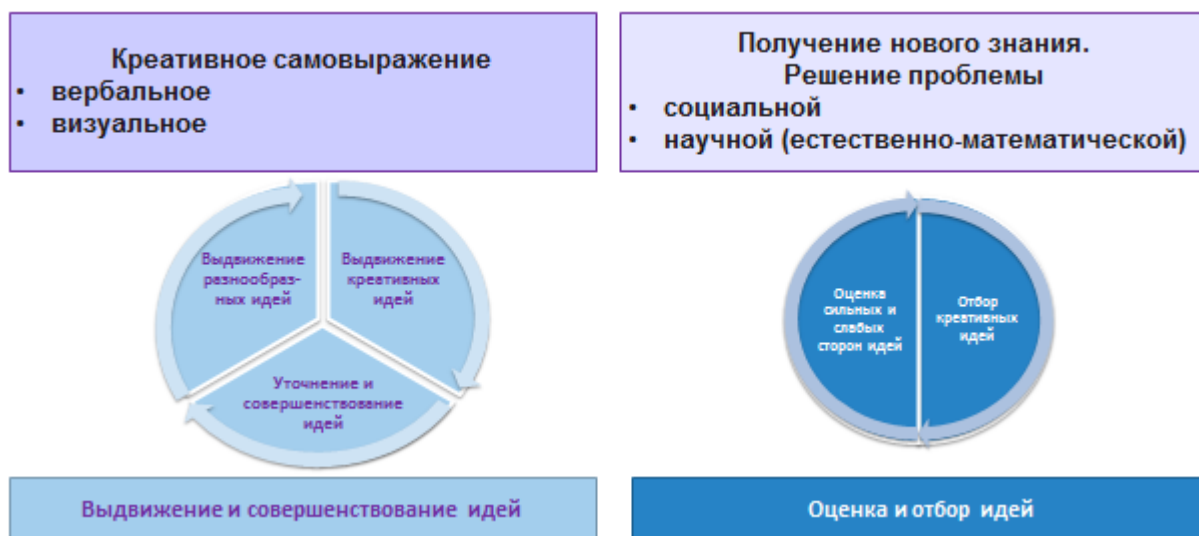 Креативное самовыражение
• вербальное
• визуальное
Получение нового знания.
Решение проблемы
• социальной
• научной (естественно-математической)
Выдвижение
разнообраз-
ных идей
Выдвижение
креативных
идей
Уточнение и
совершенствование
идей
Оценка
сильных и
слабых
сторон идей
Отбор
креативных
идей
Выдвижение и совершенствование идей
Оценка и отбор идей